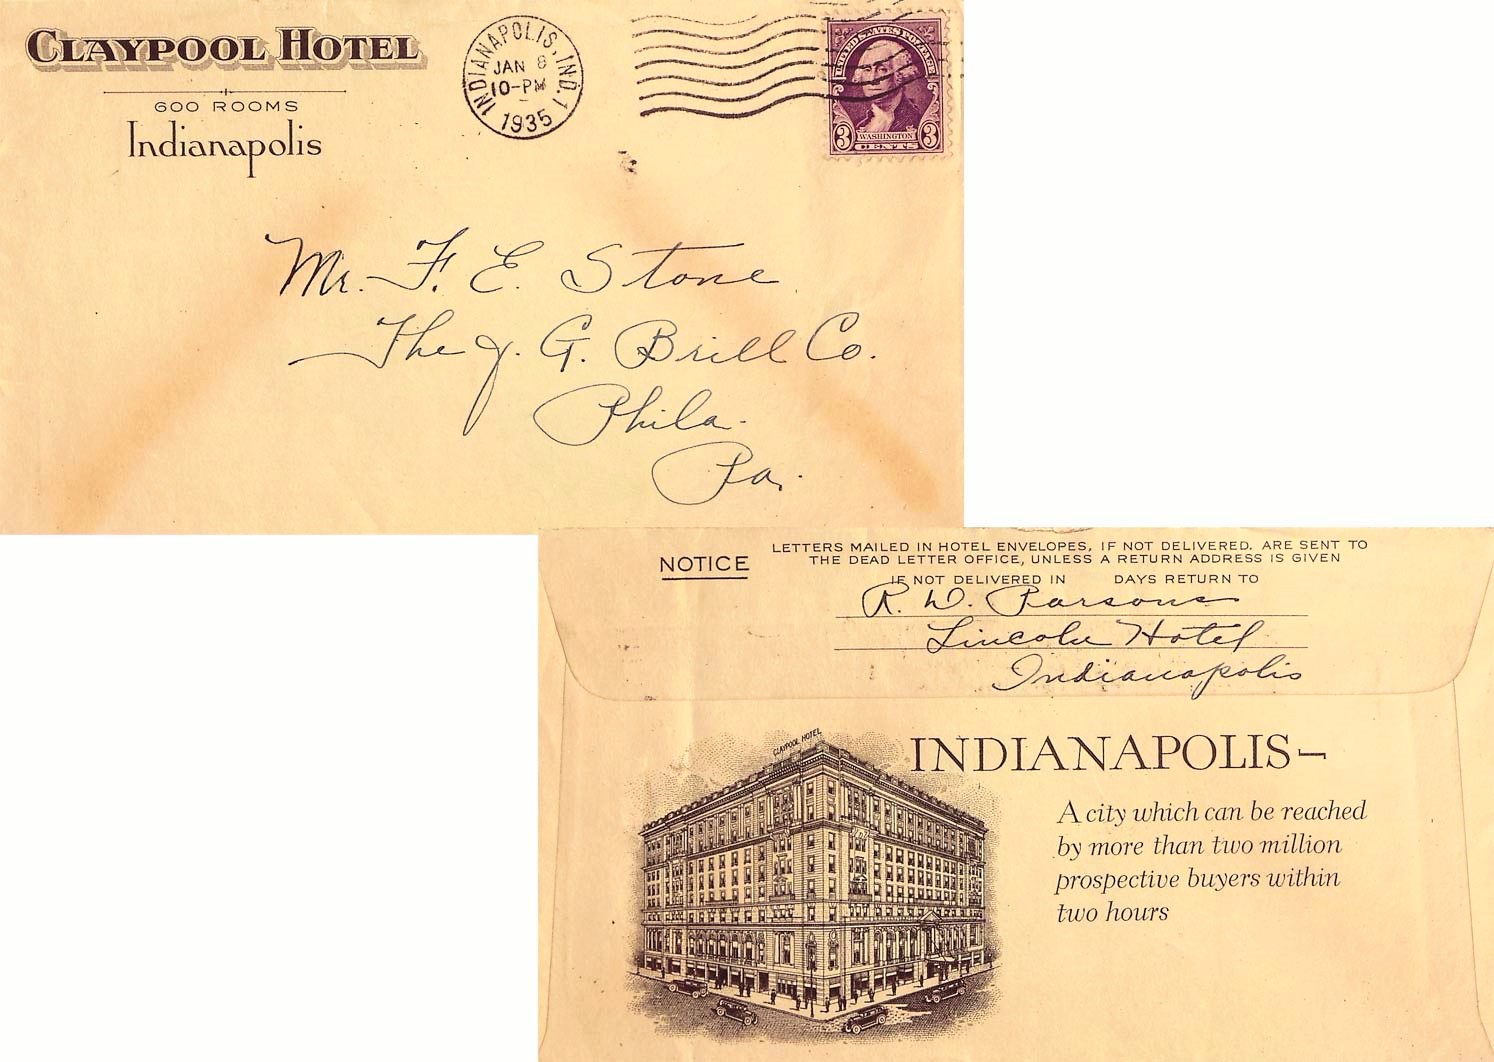 CLAYPOOL HOTEL
600 ROOMS
Indianapolis
INDIANAPOLIS, IND. 1
JAN 8
10-PM
1935
UNITED STATES POSTAGE
3 WASHINGTON 3
CENTS
Mr. F. E. Stone
The J. G. Brill Co.
Phila.
Pa.
NOTICE
LETTERS MAILED IN HOTEL ENVELOPES, IF NOT DELIVERED, ARE SENT TO
THE DEAD LETTER OFFICE, UNLESS A RETURN ADDRESS IS GIVEN
IF NOT DELIVERED IN DAYS RETURN TO
R. W. Parsons
Lincoln Hotel
Indianapolis
CLAYPOOL HOTEL
INDIANAPOLIS—
A city which can be reached
by more than two million
prospective buyers within
two hours